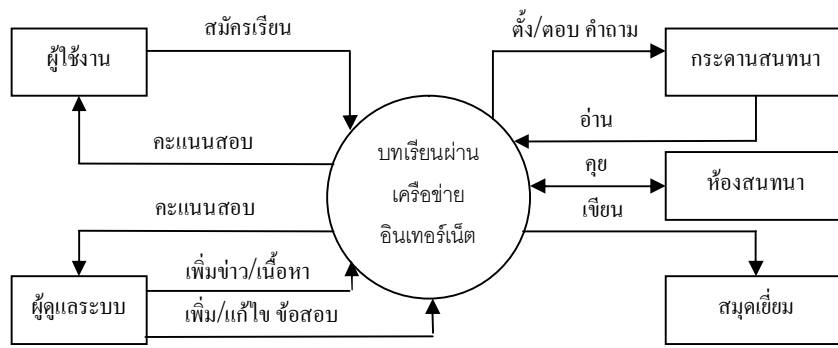 สมัครเรียน
ตั้ง/ตอบ คำถาม
ผู้ใช้งาน
กระดานสนทนา
คะแนนสอบ
อ่าน
บทเรียนผ่าน
เครือข่าย
อินเทอร์เน็ต
คุย
ห้องสนทนา
คะแนนสอบ
เขียน
เพิ่มข่าว/เนื้อหา
ผู้ดูแลระบบ
เพิ่ม/แก้ไข ข้อสอบ
สมุดเยี่ยม